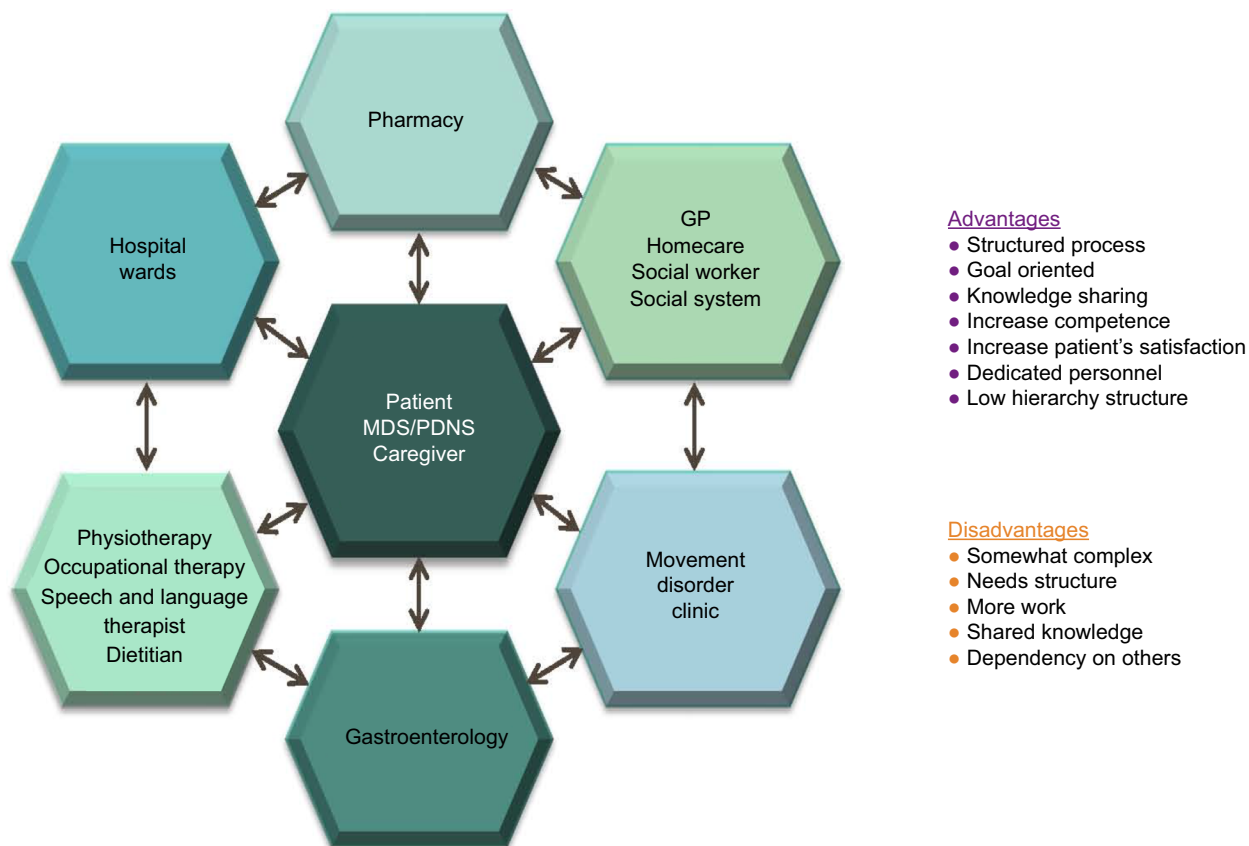 Pharmacy
Hospital
wards
GP
Homecare
Social worker
Social system
Patient
MDS/PDNS
Caregiver
Physiotherapy
Occupational therapy
Speech and language
therapist
Dietitian
Movement
disorder
clinic
Gastroenterology
Advantages
● Structured process
● Goal oriented
● Knowledge sharing
● Increase competence
● Increase patient’s satisfaction
● Dedicated personnel
● Low hierarchy structure
Disadvantages
● Somewhat complex
● Needs structure
● More work
● Shared knowledge
● Dependency on others